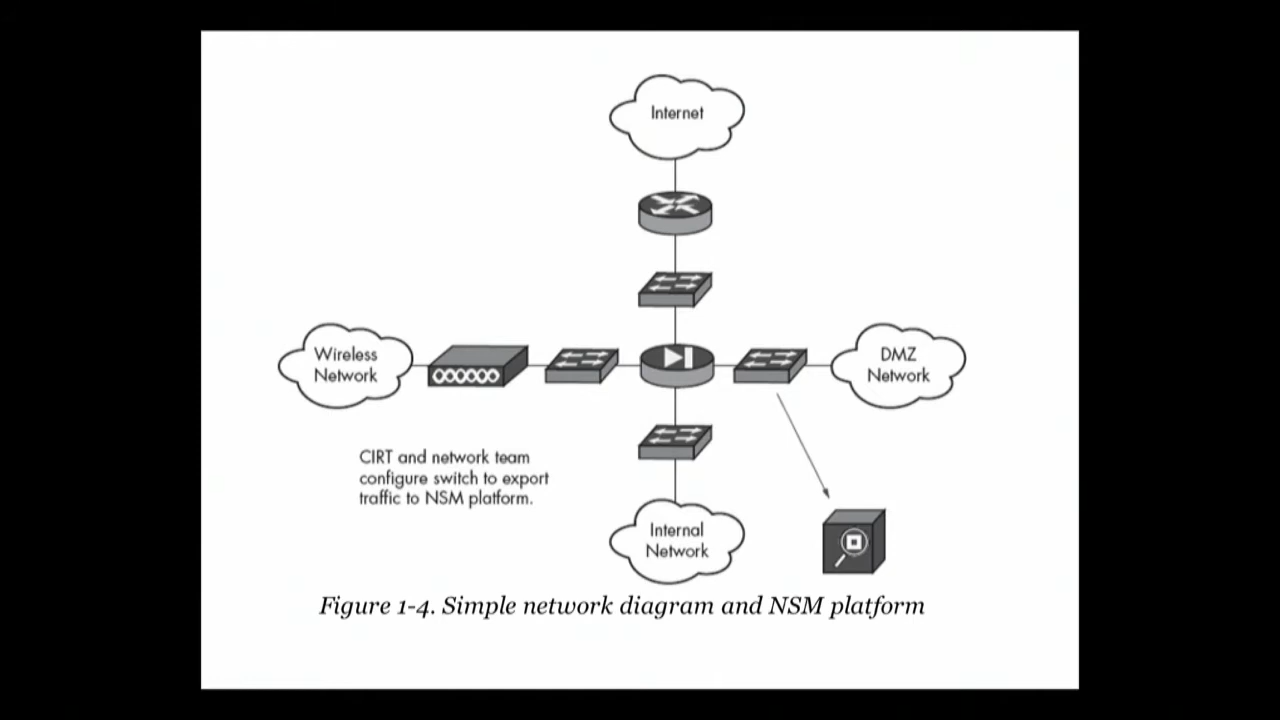 Internet
Wireless
Network
DMZ
Network
CIRT and network team
configure switch to export
traffic to NSM platform.
Internal
Network
Figure 1-4. Simple network diagram and NSM platform